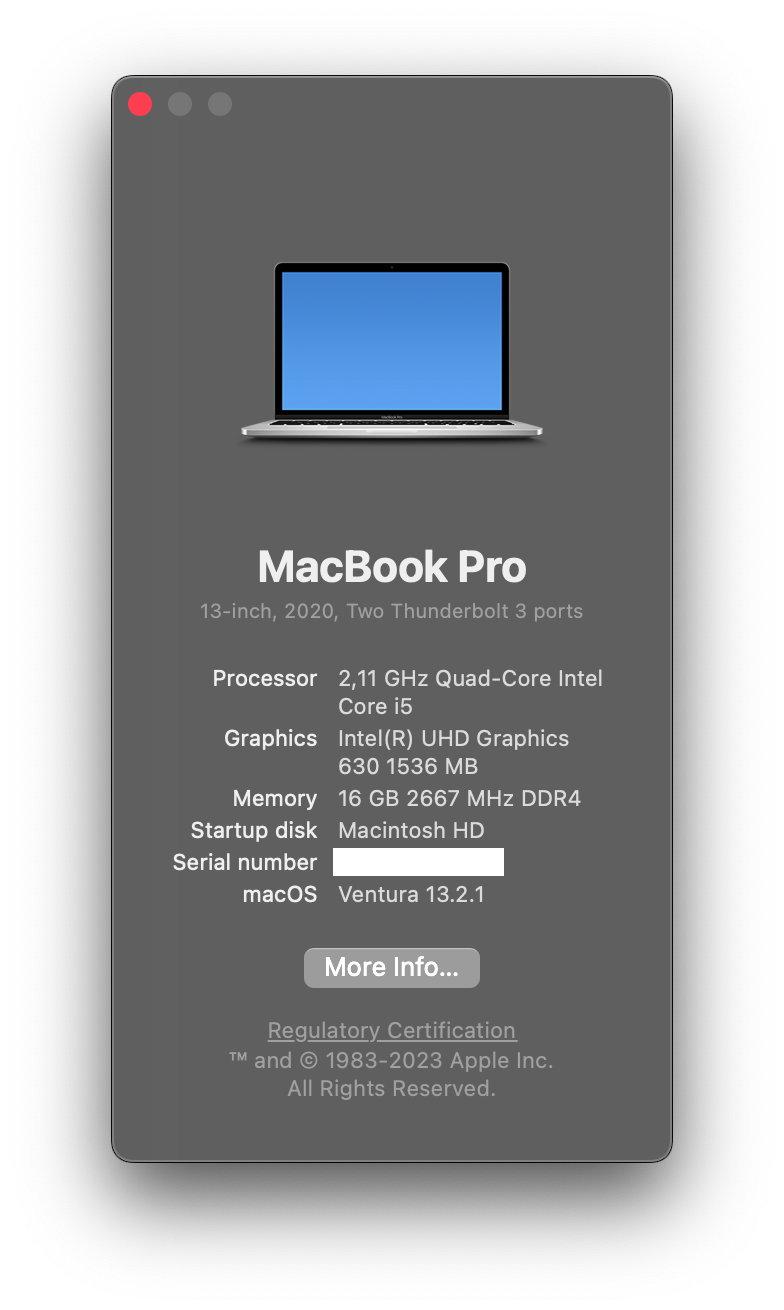 MacBook Pro
13-inch, 2020, Two Thunderbolt 3 ports
Processor 2,11 GHz Quad-Core Intel
Core i5
Graphics Intel(R) UHD Graphics
630 1536 MB
Memory 16 GB 2667 MHz DDR4
Startup disk Macintosh HD
Serial number
macOS Ventura 13.2.1
More Info...
Regulatory Certification
™ and © 1983-2023 Apple Inc.
All Rights Reserved.